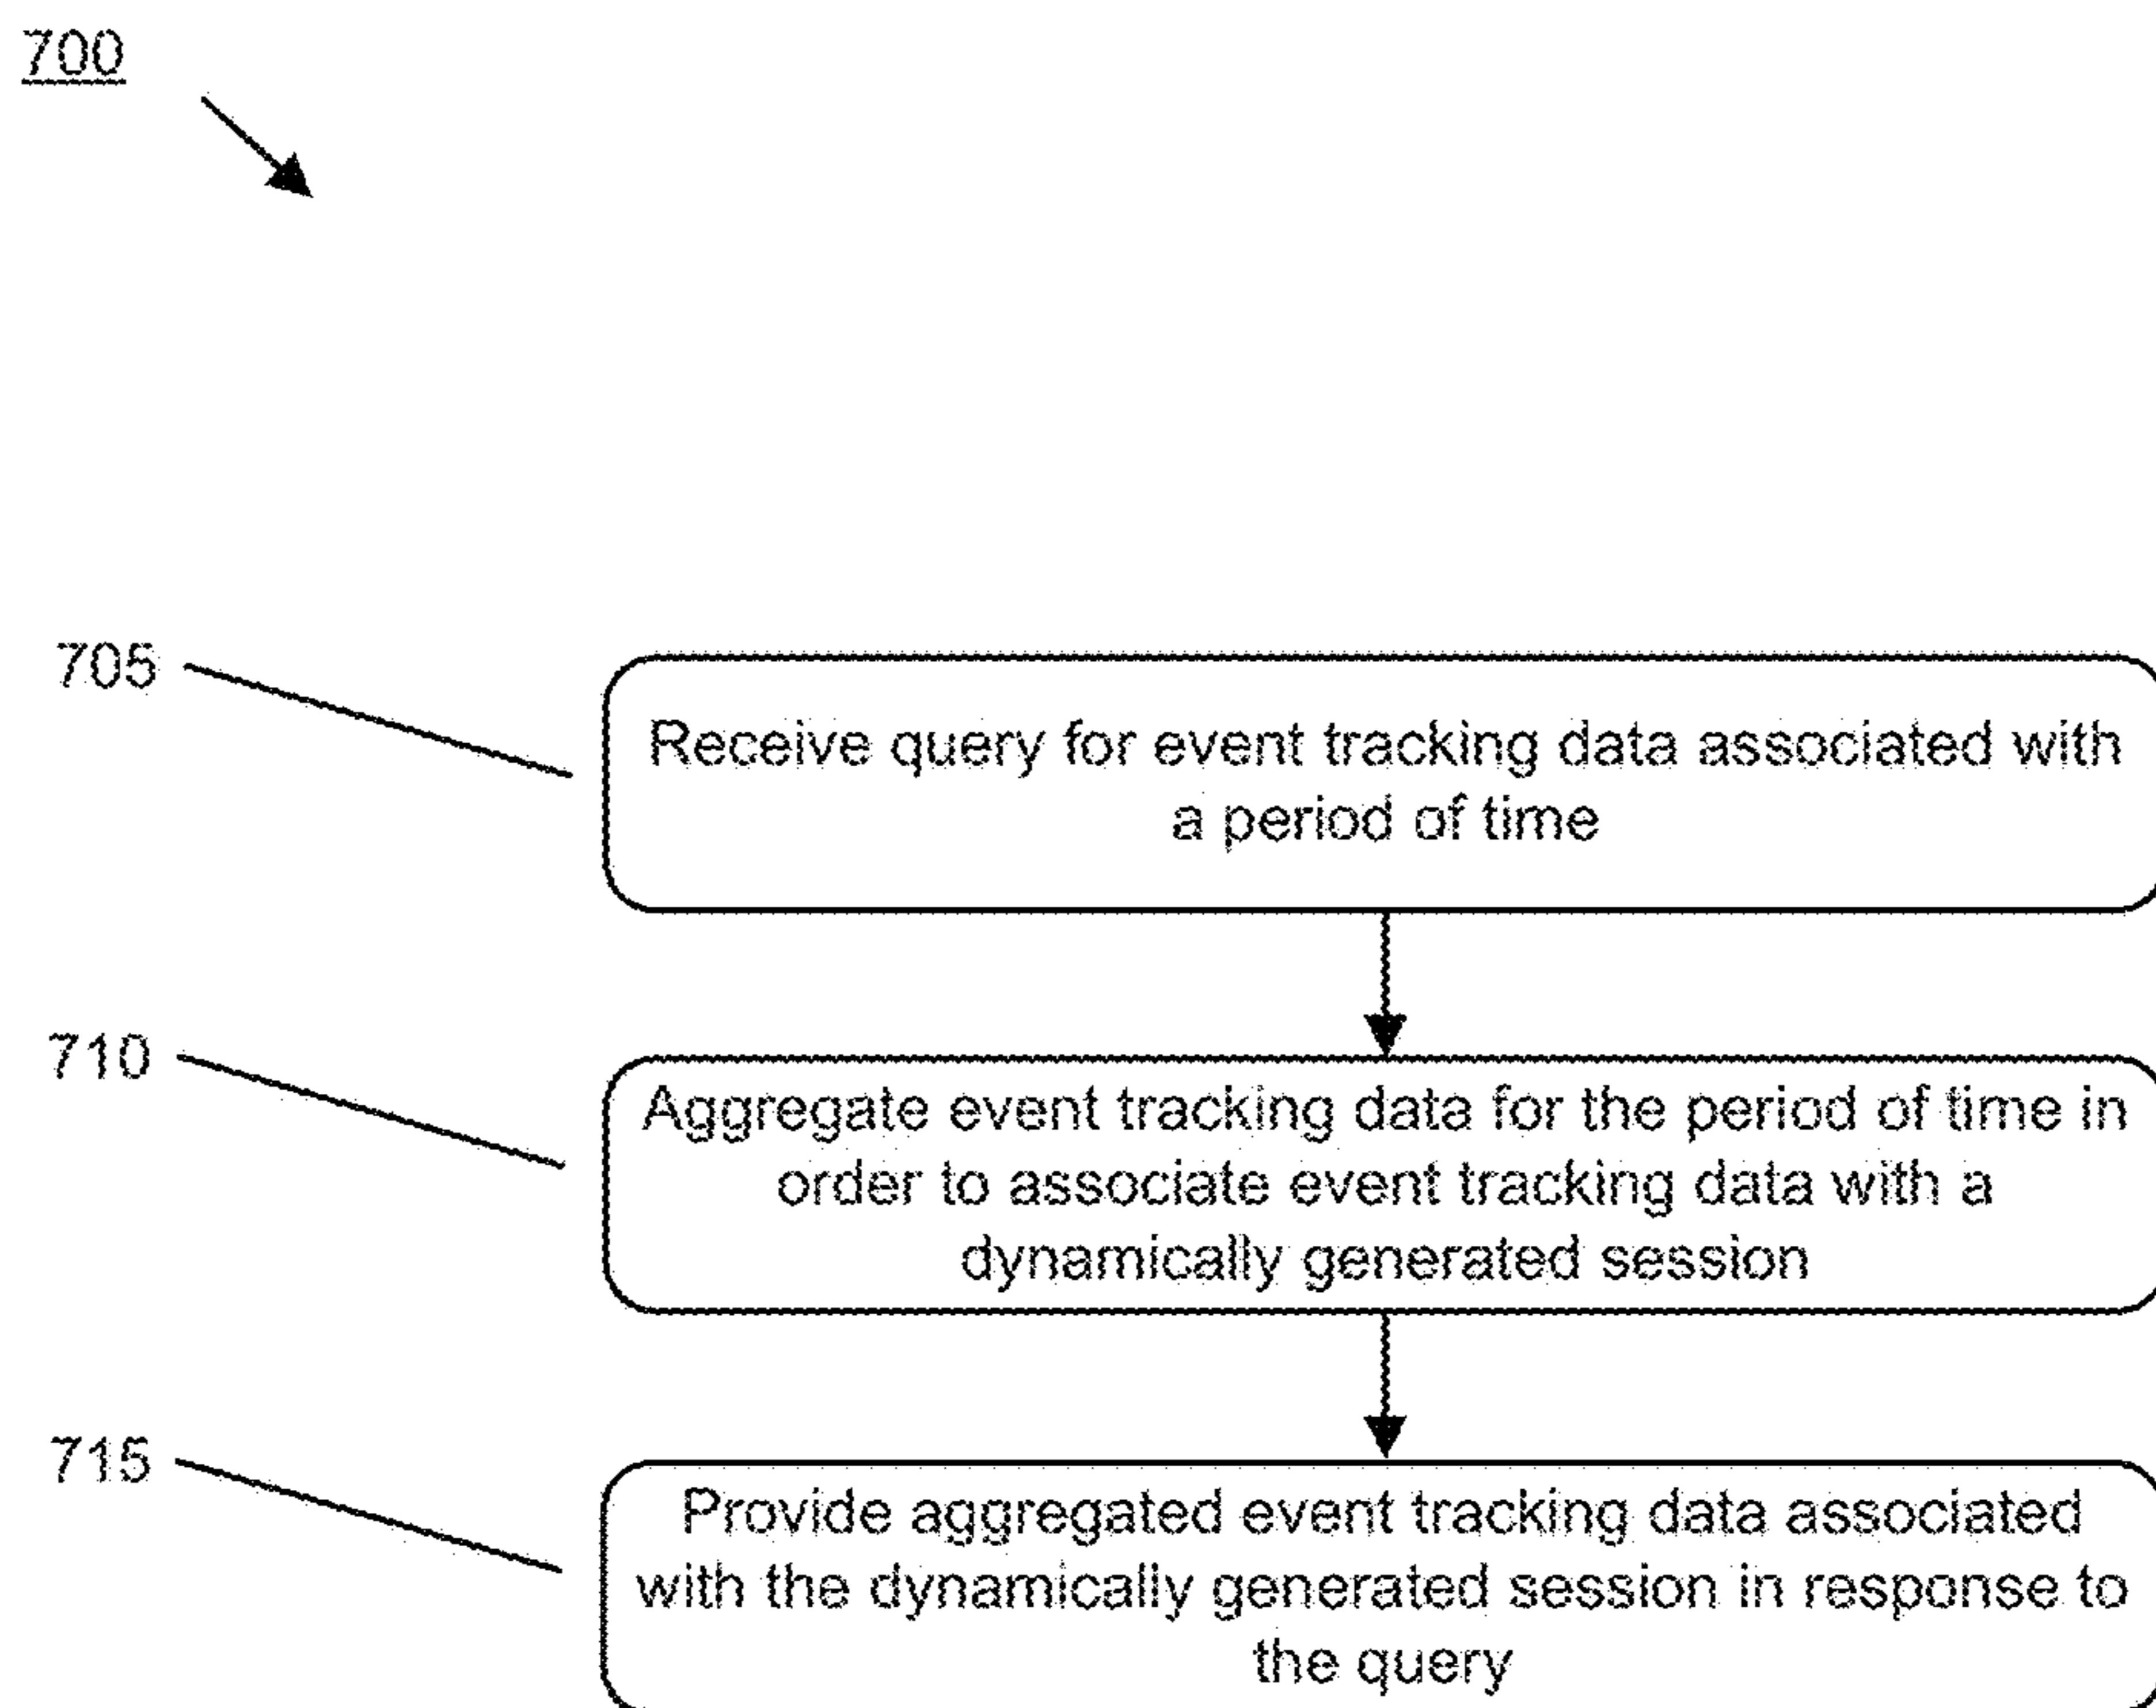 700
705
Receive query for event tracking data associated with
a period of time
710
Aggregate event tracking data for the period of time in
order to associate event tracking data with a
dynamically generated session
715
Provide aggregated event tracking data associated
with the dynamically generated session in response to
the query